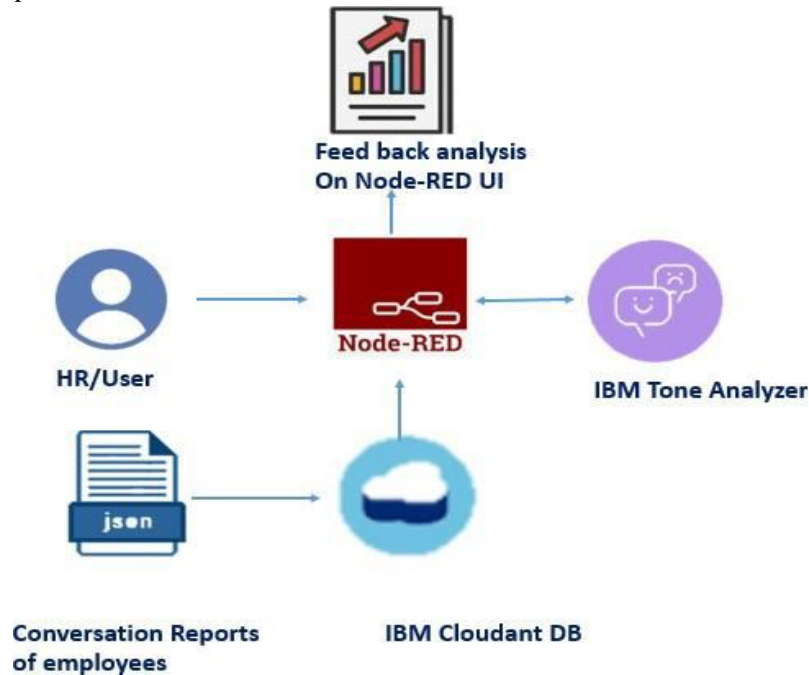 Feed back analysis
On Node-RED UI
Node-RED
HR/User
IBM Tone Analyzer
json
Conversation Reports
of employees
IBM Cloudant DB